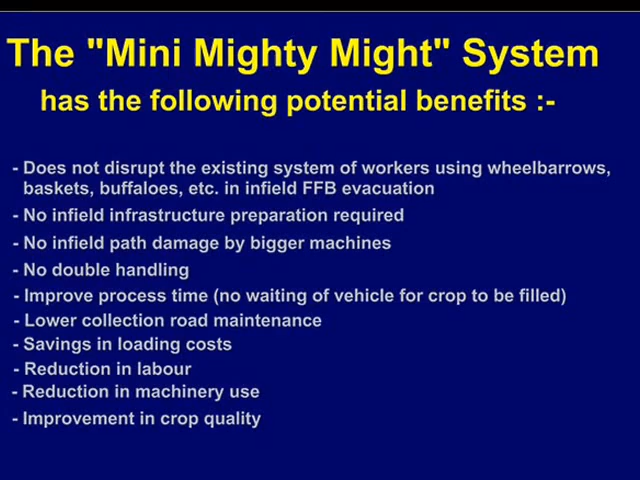 The "Mini Mighty Might" System
has the following potential benefits :-
- Does not disrupt the existing system of workers using wheelbarrows,
baskets, buffaloes, etc. in infield FFB evacuation
- No infield infrastructure preparation required
- No infield path damage by bigger machines
- No double handling
- Improve process time (no waiting of vehicle for crop to be filled)
- Lower collection road maintenance
- Savings in loading costs
- Reduction in labour
- Reduction in machinery use
- Improvement in crop quality